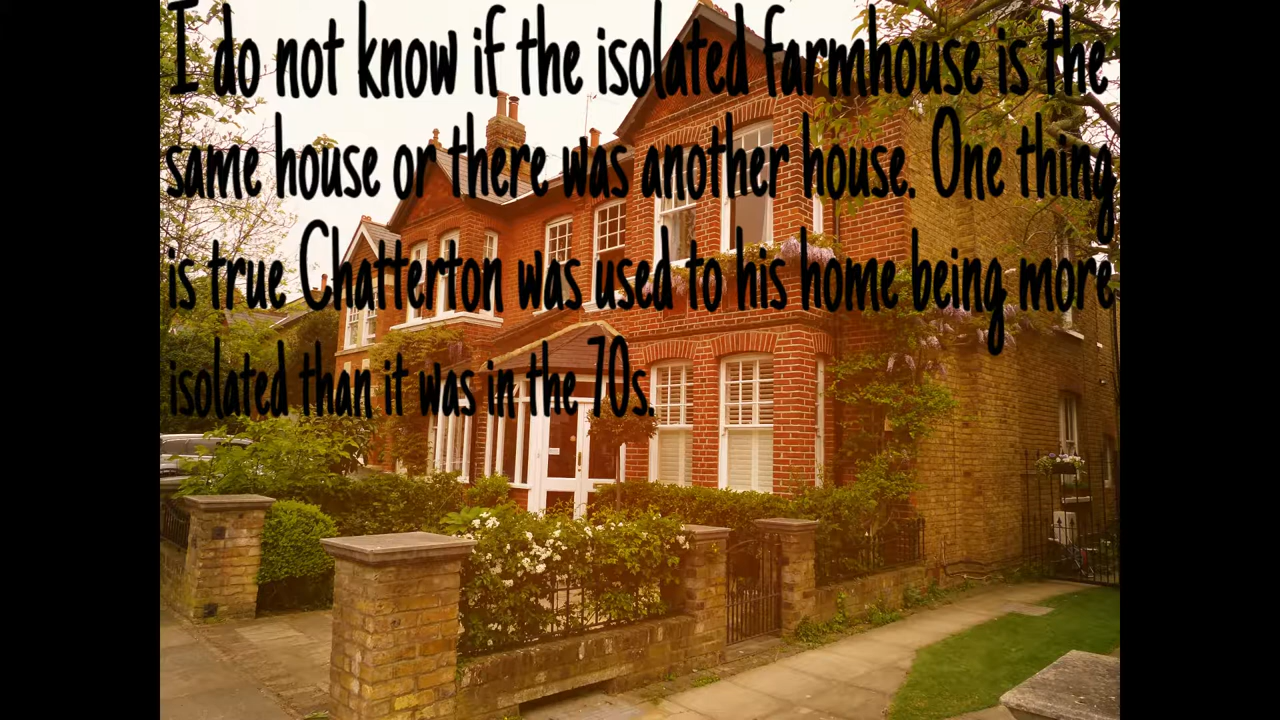 I do not know if the isolated farmhouse is the
same house or there was another house. One thing
is true Chatterton was used to his home being more
isolated than it was in the 70s.